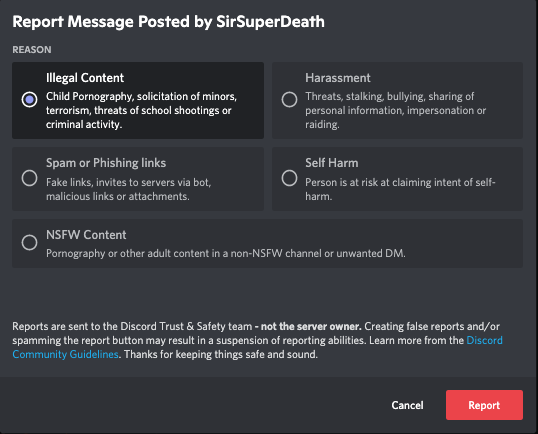 Report Message Posted by SirSuperDeath
REASON
Illegal Content
Child Pornography, solicitation of minors,
terrorism, threats of school shootings or
criminal activity.
Harassment
Threats, stalking, bullying, sharing of
personal information, impersonation or
raiding.
Spam or Phishing links
Fake links, invites to servers via bot,
malicious links or attachments.
Self Harm
Person is at risk at claiming intent of self-
harm.
NSFW Content
Pornography or other adult content in a non-NSFW channel or unwanted DM.
Reports are sent to the Discord Trust & Safety team - not the server owner. Creating false reports and/or
spamming the report button may result in a suspension of reporting abilities. Learn more from the Discord
Community Guidelines. Thanks for keeping things safe and sound.
Cancel
Report